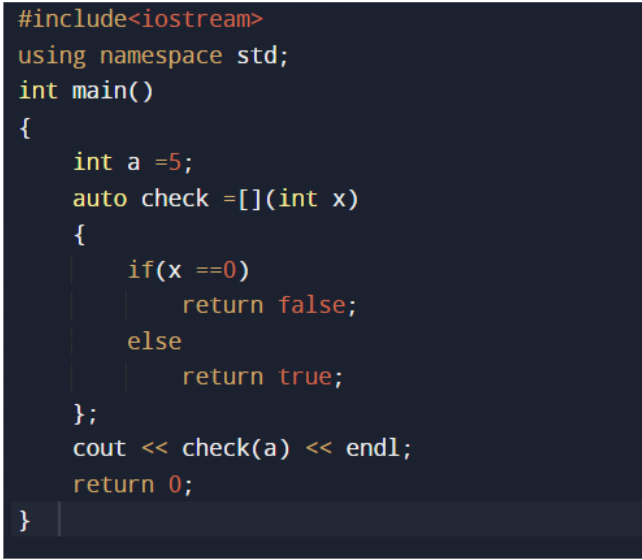 #include<iostream>
using namespace std;
int main()
{
    int a =5;
    auto check =[](int x)
    {
        if(x ==0)
            return false;
        else
            return true;
    };
    cout << check(a) << endl;
    return 0;
}